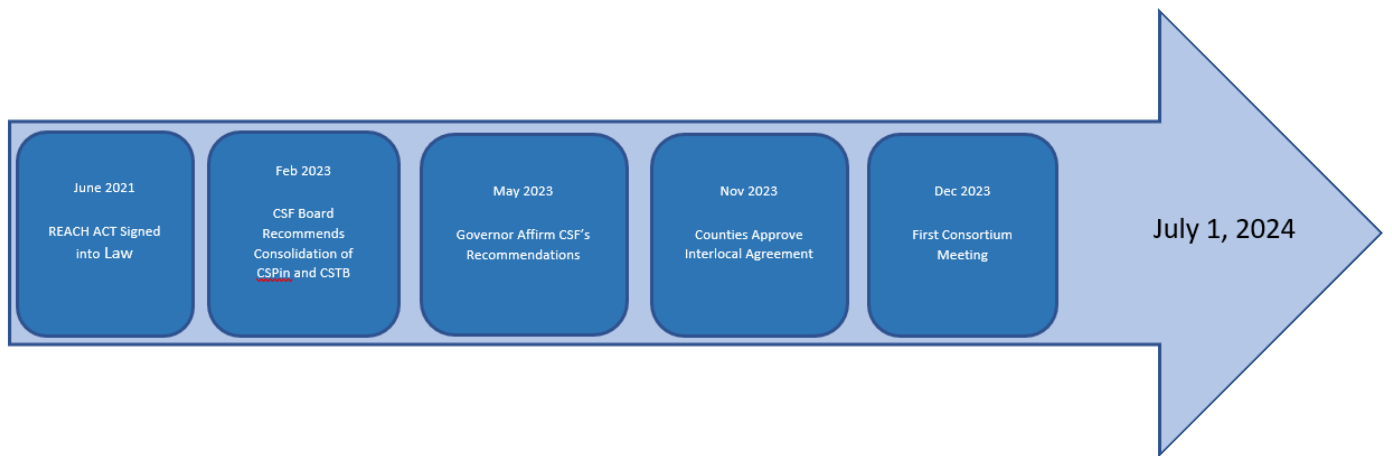 June 2021
REACH ACT Signed
into Law
Feb 2023
CSF Board
Recommends
Consolidation of
CSPin and CSTB
May 2023
Governor Affirm CSF's
Recommendations
Nov 2023
Counties Approve
Interlocal Agreement
Dec 2023
First Consortium
Meeting
July 1, 2024